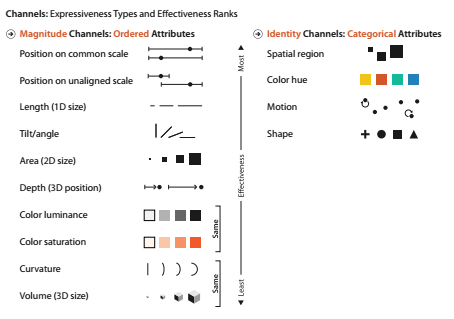 Channels: Expressiveness Types and Effectiveness Ranks
Magnitude Channels: Ordered Attributes
Position on common scale
Position on unaligned scale
Length (1D size)
Tilt/angle
Area (2D size)
Depth (3D position)
Color luminance
Color saturation
Curvature
Volume (3D size)
Same
Same
Most
Effectiveness
Least
Identity Channels: Categorical Attributes
Spatial region
Color hue
Motion
Shape